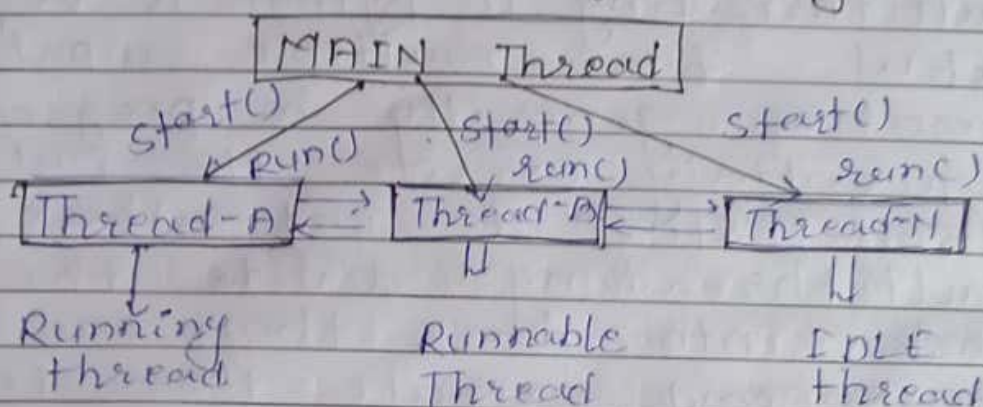 MAIN Thread
start() start() start()
Run() run() run()
Thread-A Thread-B Thread-N
Running Runnable IDLE
thread Thread thread